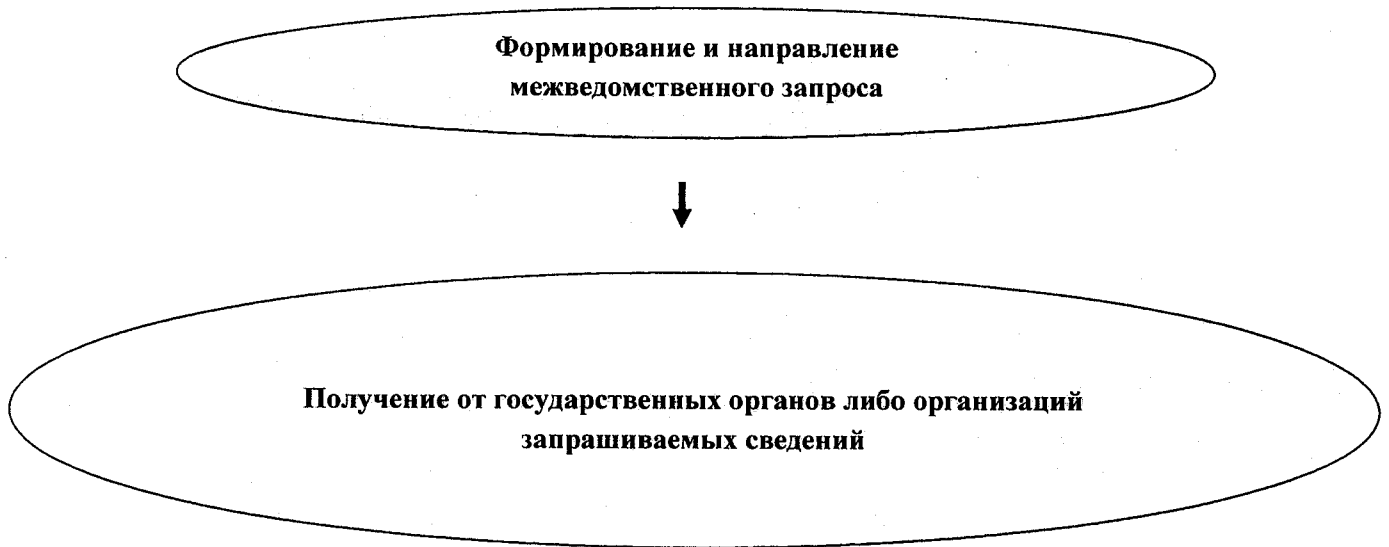 Формирование и направление
межведомственного запроса
Получение от государственных органов либо организаций
запрашиваемых сведений